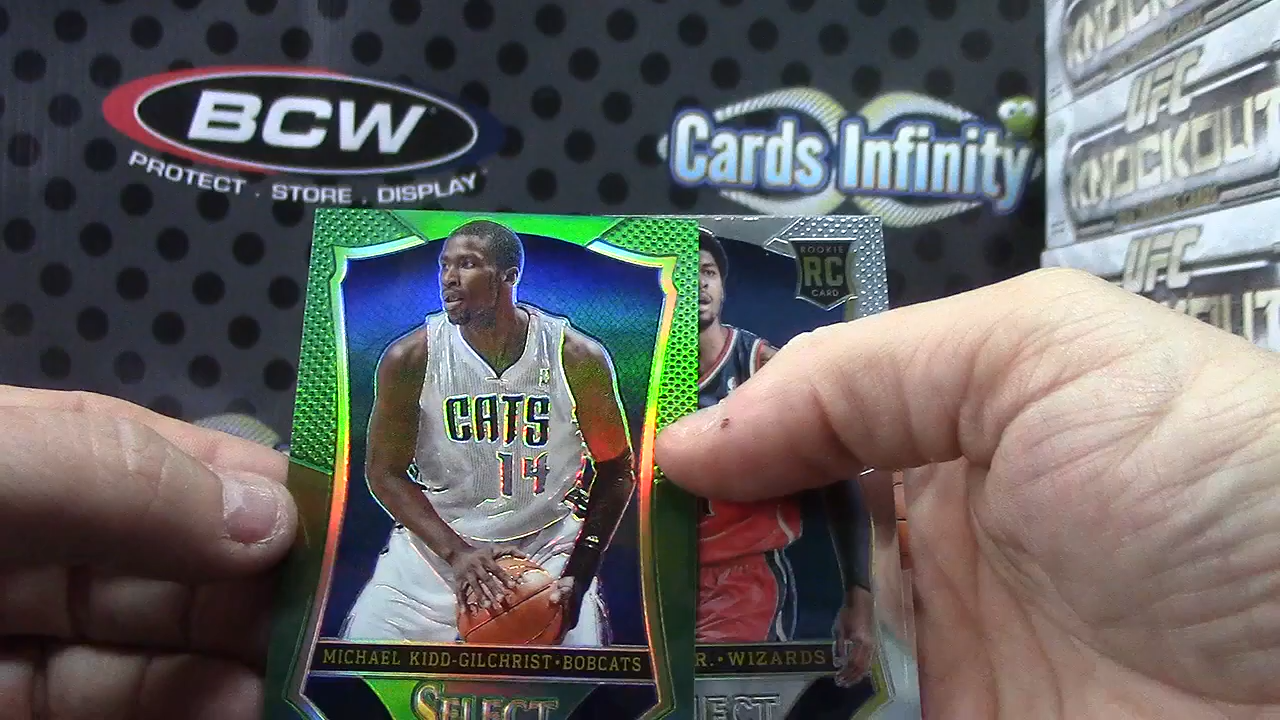 BCW
PROTECT . STORE . DISPLAY
Cards Infinity
KNOCKOUT
UFC
KNOCKOUT
UFC
ROOKIE
RC
CARD
CATS
14
MICHAEL KIDD-GILCHRIST • BOBCATS
R. • WIZARDS
SELECT
ECT